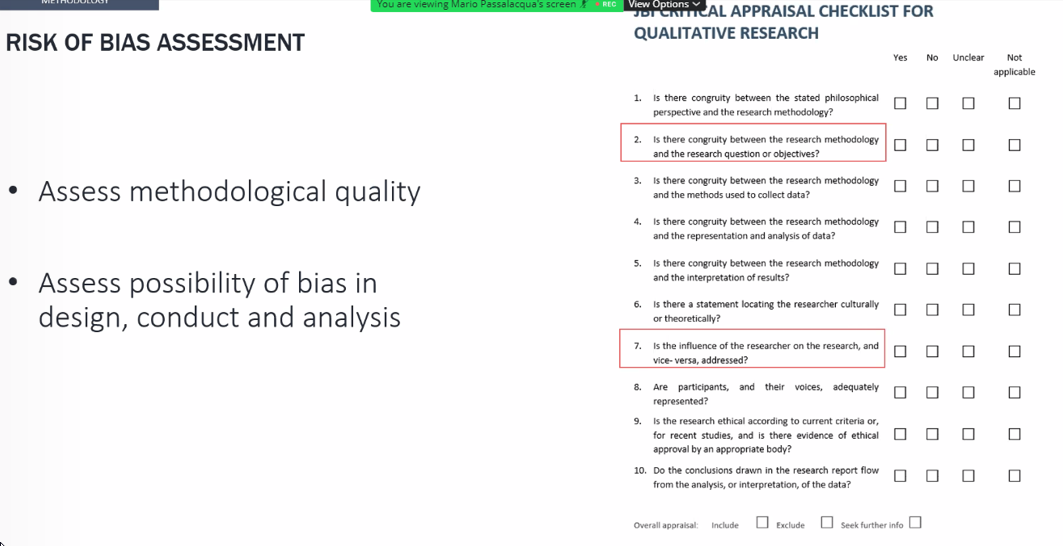 METHODOLOGY
You are viewing Mario Passalacqua's screen
REC
View Options
RISK OF BIAS ASSESSMENT
• Assess methodological quality
• Assess possibility of bias in
design, conduct and analysis
JBI CRITICAL APPRAISAL CHECKLIST FOR
QUALITATIVE RESEARCH
Yes No Unclear Not
applicable
1. Is there congruity between the stated philosophical
perspective and the research methodology?
2. Is there congruity between the research methodology
and the research question or objectives?
3. Is there congruity between the research methodology
and the methods used to collect data?
4. Is there congruity between the research methodology
and the representation and analysis of data?
5. Is there congruity between the research methodology
and the interpretation of results?
6. Is there a statement locating the researcher culturally
or theoretically?
7. Is the influence of the researcher on the research, and
vice- versa, addressed?
8. Are participants, and their voices, adequately
represented?
9. Is the research ethical according to current criteria or,
for recent studies, and is there evidence of ethical
approval by an appropriate body?
10. Do the conclusions drawn in the research report flow
from the analysis, or interpretation, of the data?
Overall appraisal: Include Exclude Seek further info